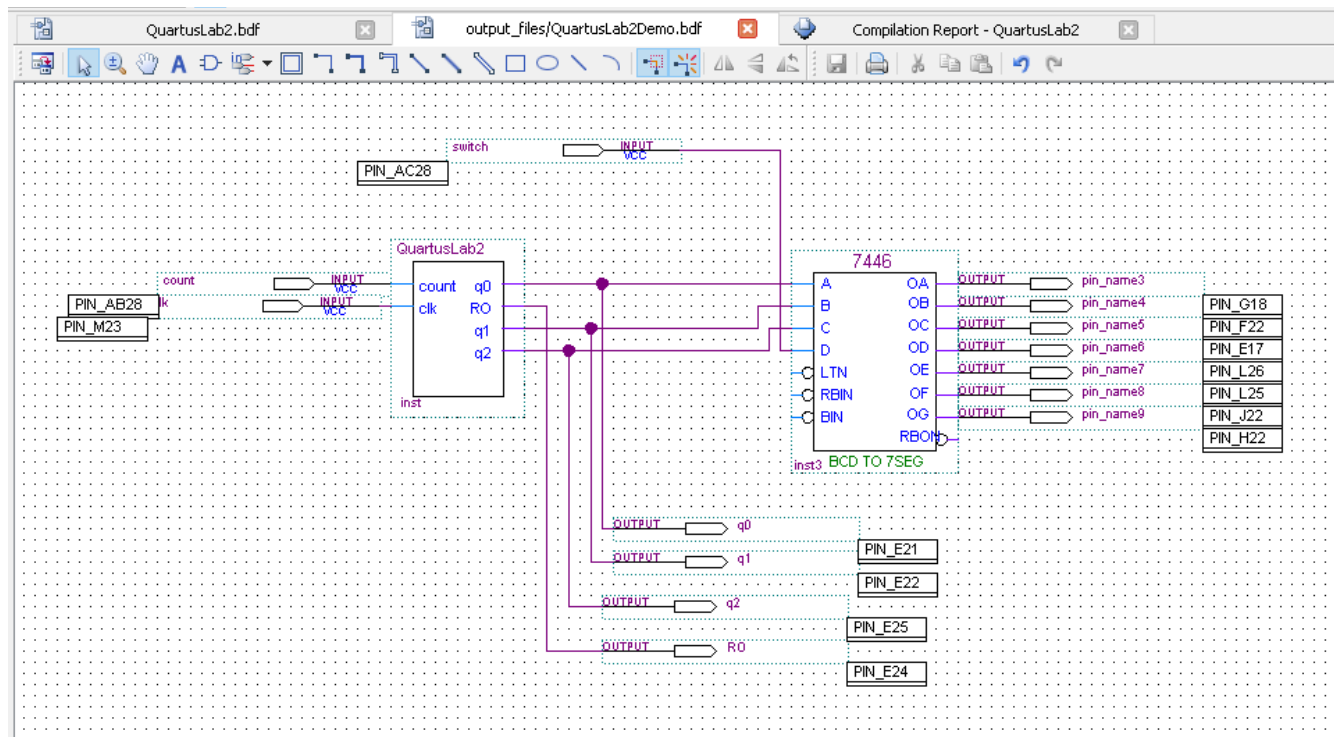 QuartusLab2.bdf
output_files/QuartusLab2Demo.bdf
Compilation Report - QuartusLab2
switch
INPUT
VCC
PIN_AC28
QuartusLab2
7446
count
INPUT
VCC
count q0
A OA
OUTPUT
pin_name3
PIN_AB28
lk
INPUT
VCC
clk RO
B OB
OUTPUT
pin_name4
PIN_G18
PIN_M23
q1
C OC
OUTPUT
pin_name5
PIN_F22
q2
D OD
OUTPUT
pin_name6
PIN_E17
LTN OE
OUTPUT
pin_name7
PIN_L26
RBIN OF
OUTPUT
pin_name8
PIN_L25
inst
BIN OG
OUTPUT
pin_name9
PIN_J22
RBON
PIN_H22
inst3 BCD TO 7SEG
OUTPUT
q0
PIN_E21
OUTPUT
q1
PIN_E22
OUTPUT
q2
PIN_E25
OUTPUT
RO
PIN_E24